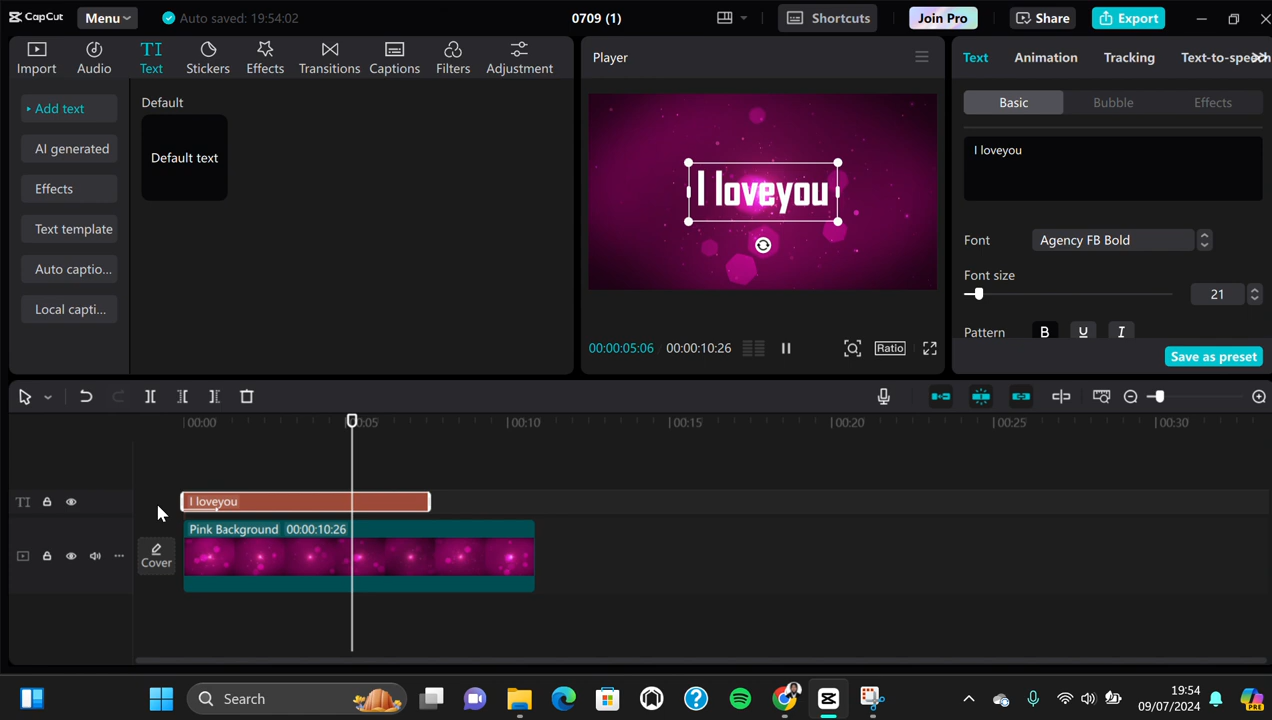 CapCut Menu Auto saved: 19:54:02 0709 (1) Shortcuts Join Pro Share Export
Import Audio TI Text Stickers Effects Transitions Captions Filters Adjustment
Add text
AI generated
Effects
Text template
Auto captio...
Local capti...
Default
Default text
Player
I loveyou
00:00:05:06 00:00:10:26 Ratio
Text Animation Tracking Text-to-speech
Basic Bubble Effects
I loveyou
Font Agency FB Bold
Font size
21
Pattern B U I
Save as preset
00:00 00:05 00:10 00:15 00:20 00:25 00:30
TI I loveyou
Pink Background 00:00:10:26
Cover
Search
19:54
09/07/2024
PRE